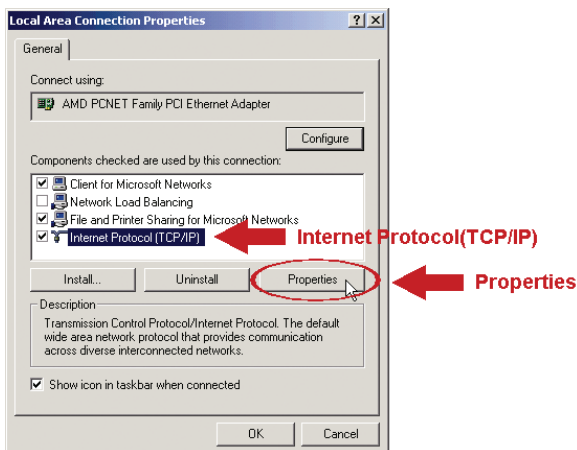 Local Area Connection Properties
General
Connect using:
AMD PCNET Family PCI Ethernet Adapter
Configure
Components checked are used by this connection:
Client for Microsoft Networks
Network Load Balancing
File and Printer Sharing for Microsoft Networks
Internet Protocol (TCP/IP)
Internet Protocol(TCP/IP)
Install...
Uninstall
Properties
Properties
Description
Transmission Control Protocol/Internet Protocol. The default
wide area network protocol that provides communication
across diverse interconnected networks.
Show icon in taskbar when connected
OK
Cancel